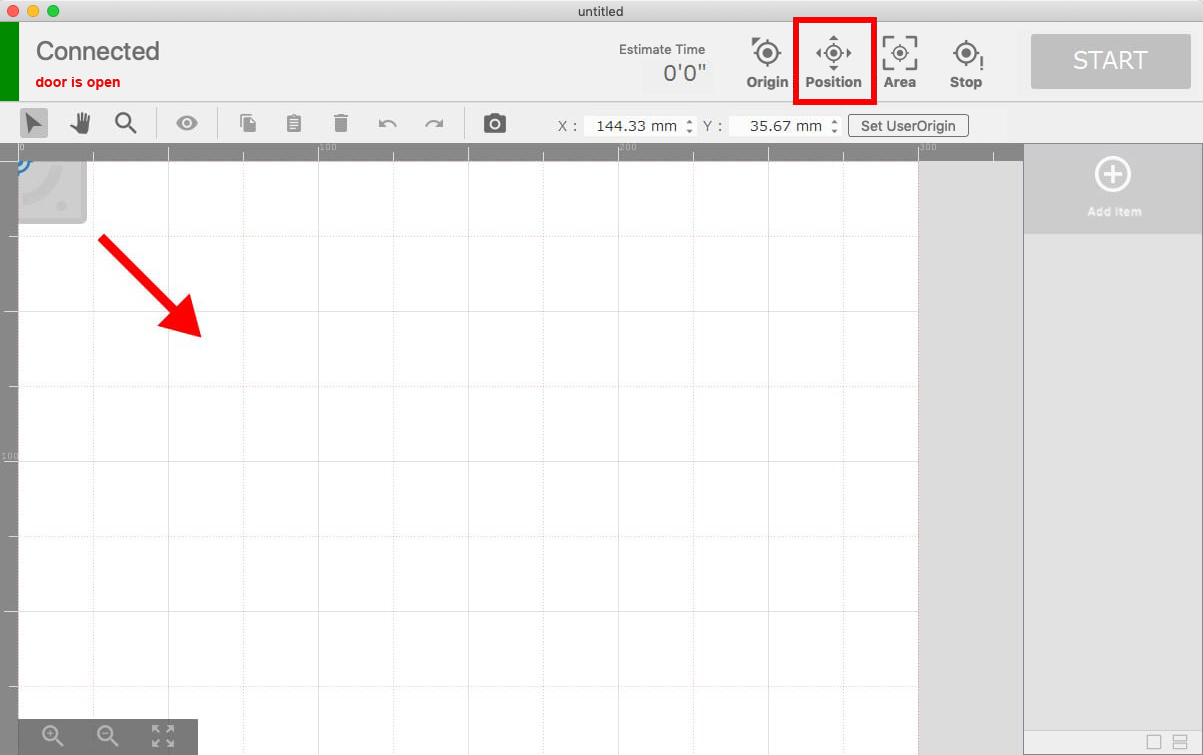 untitled
Connected
door is open
Estimate Time
0'0"
Origin
Position
Area
Stop
START
X : 144.33 mm Y : 35.67 mm Set UserOrigin
0 100 200 300
Add Item
100